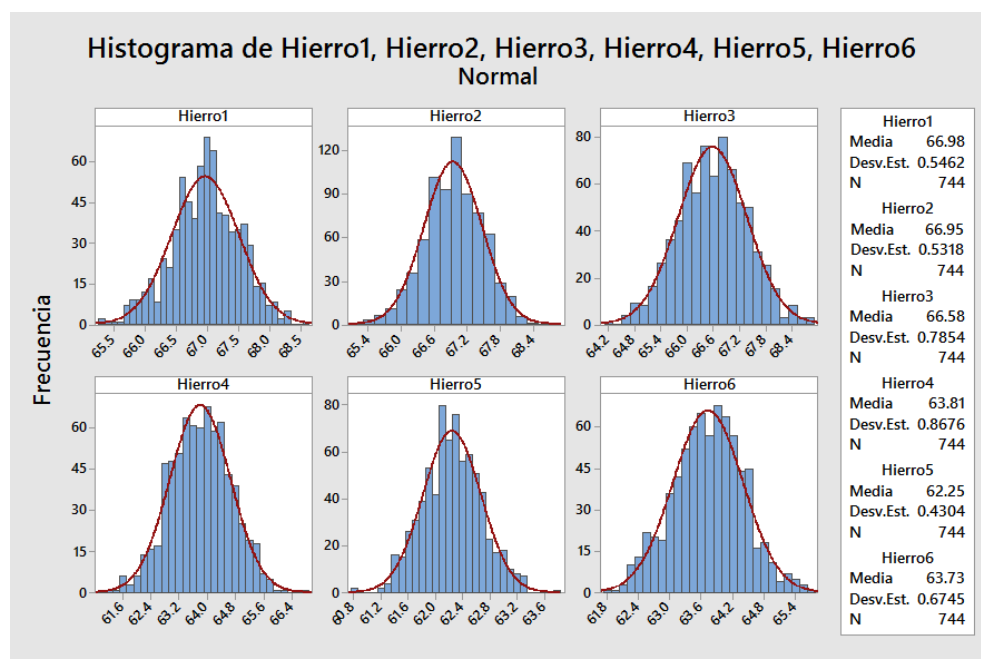 Histograma de Hierro1, Hierro2, Hierro3, Hierro4, Hierro5, Hierro6
Normal
Frecuencia
Hierro1
60
45
30
15
0
65.5 66.0 66.5 67.0 67.5 68.0 68.5
Hierro2
120
90
60
30
0
65.4 66.0 66.6 67.2 67.8 68.4
Hierro3
80
60
40
20
0
64.2 64.8 65.4 66.0 66.6 67.2 67.8 68.4
Hierro4
60
45
30
15
0
61.6 62.4 63.2 64.0 64.8 65.6 66.4
Hierro5
80
60
40
20
0
60.8 61.2 61.6 62.0 62.4 62.8 63.2 63.6
Hierro6
60
45
30
15
0
61.8 62.4 63.0 63.6 64.2 64.8 65.4
Hierro1
Media 66.98
Desv.Est. 0.5462
N 744
Hierro2
Media 66.95
Desv.Est. 0.5318
N 744
Hierro3
Media 66.58
Desv.Est. 0.7854
N 744
Hierro4
Media 63.81
Desv.Est. 0.8676
N 744
Hierro5
Media 62.25
Desv.Est. 0.4304
N 744
Hierro6
Media 63.73
Desv.Est. 0.6745
N 744